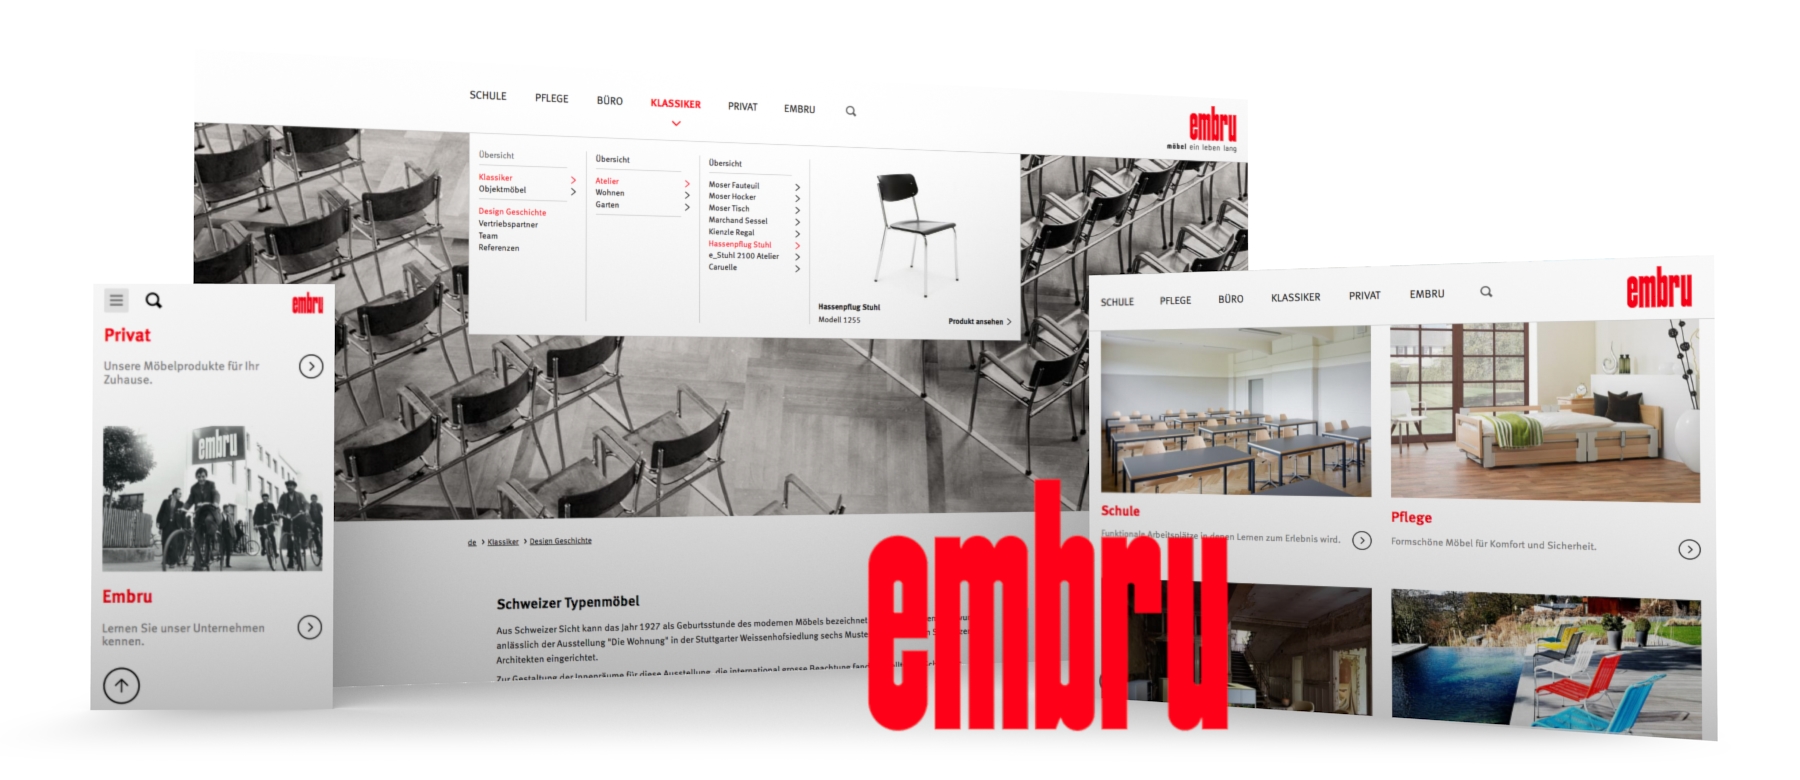 SCHULE PFLEGE BÜRO KLASSIKER PRIVAT EMBRU
embru
möbel ein leben lang
Übersicht
Klassiker
Objektmöbel
Design Geschichte
Vertriebspartner
Team
Referenzen
Übersicht
Atelier
Wohnen
Garten
Übersicht
Moser Fauteuil
Moser Hocker
Moser Tisch
Marchand Sessel
Kienzle Regal
Hassenpflug Stuhl
e_Stuhl 2100 Atelier
Caruelle
Hassenpflug Stuhl
Modell 1255
Produkt ansehen
de > Klassiker > Design Geschichte
Schweizer Typenmöbel
Aus Schweizer Sicht kann das Jahr 1927 als Geburtsstunde des modernen Möbels bezeichnet
anlässlich der Ausstellung "Die Wohnung" in der Stuttgarter Weissenhofsiedlung sechs Muste
Architekten eingerichtet.
Zur Gestaltung der Innenräume für diese Ausstellung, die international grosse Beachtung fand
embru
Privat
Unsere Möbelprodukte für Ihr
Zuhause.
embru
Embru
Lernen Sie unser Unternehmen
kennen.
SCHULE PFLEGE BÜRO KLASSIKER PRIVAT EMBRU
embru
Schule
Funktionale Arbeitsplätze in denen Lernen zum Erlebnis wird.
Pflege
Formschöne Möbel für Komfort und Sicherheit.
embru